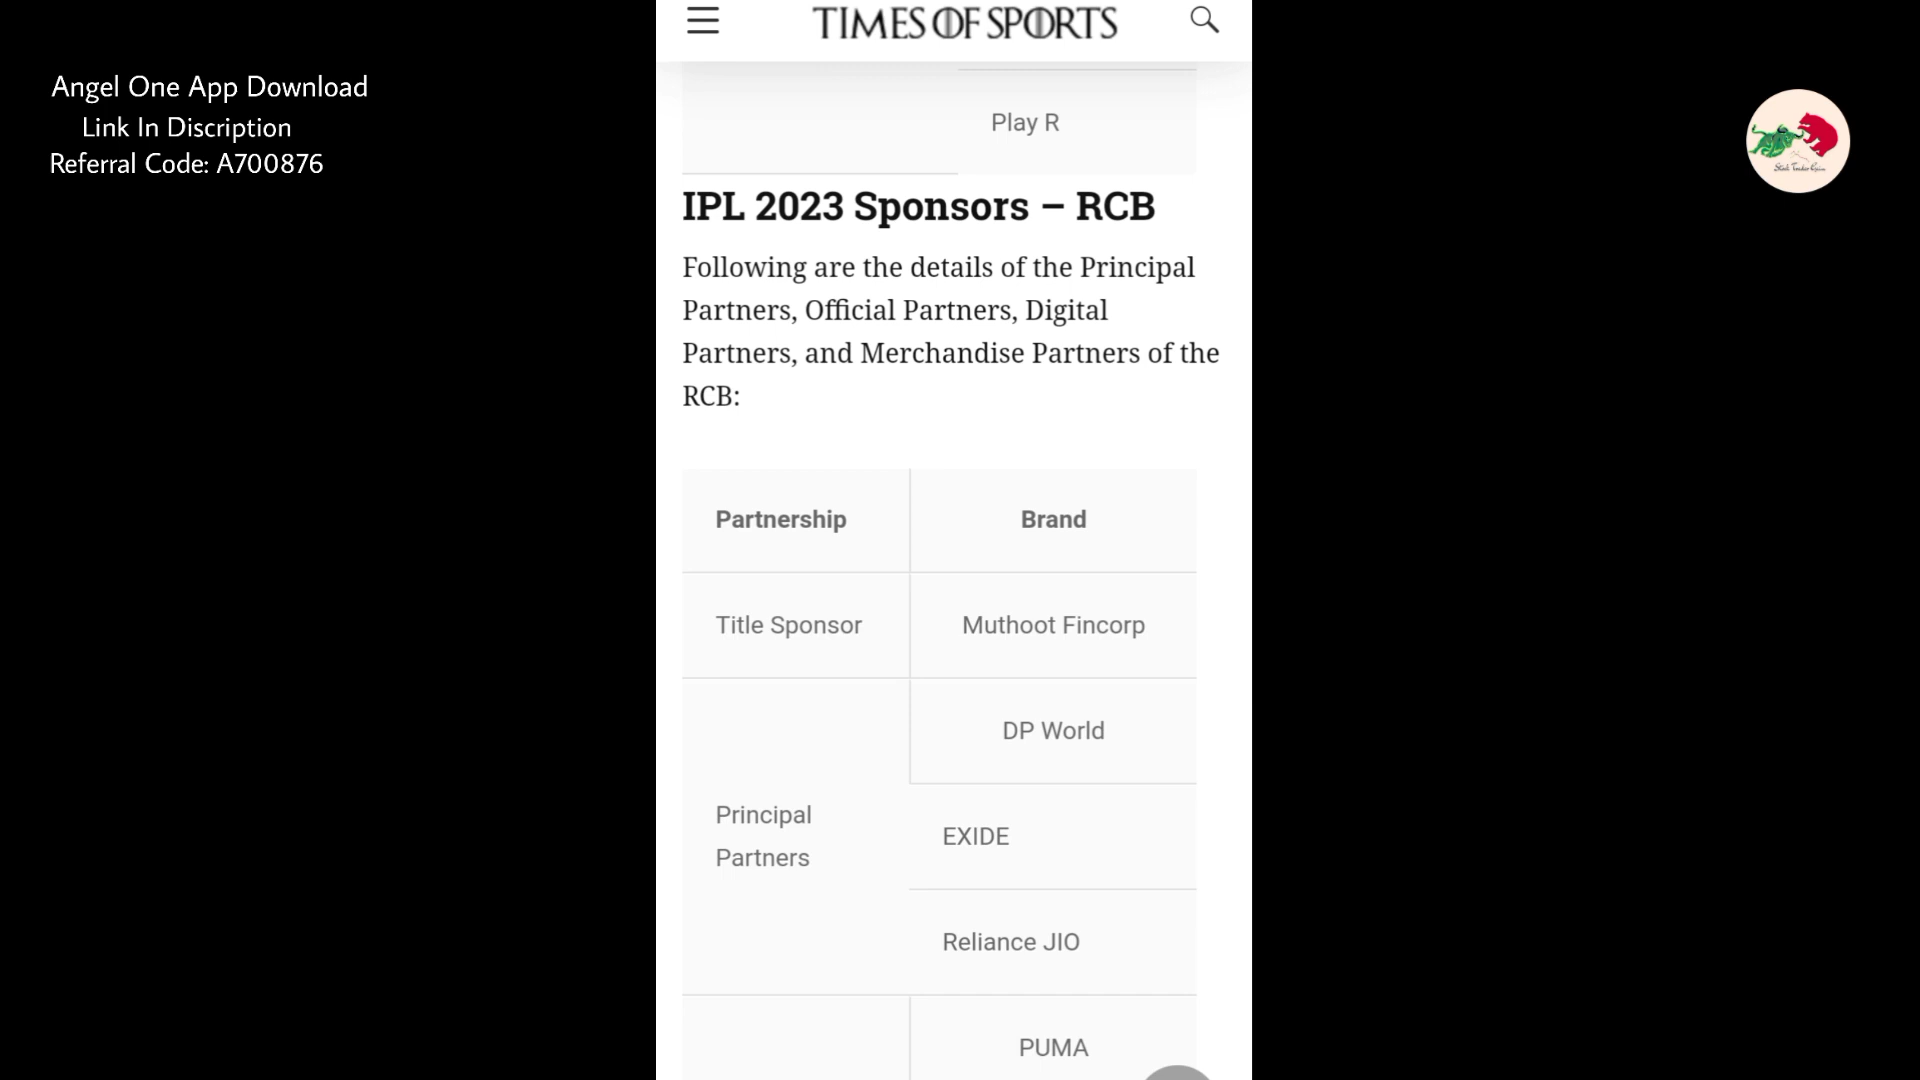 Angel One App Download
Link In Discription
Referral Code: A700876
TIMES OF SPORTS
Play R
IPL 2023 Sponsors – RCB
Following are the details of the Principal
Partners, Official Partners, Digital
Partners, and Merchandise Partners of the
RCB:
Partnership
Brand
Title Sponsor
Muthoot Fincorp
Principal
Partners
DP World
EXIDE
Reliance JIO
PUMA